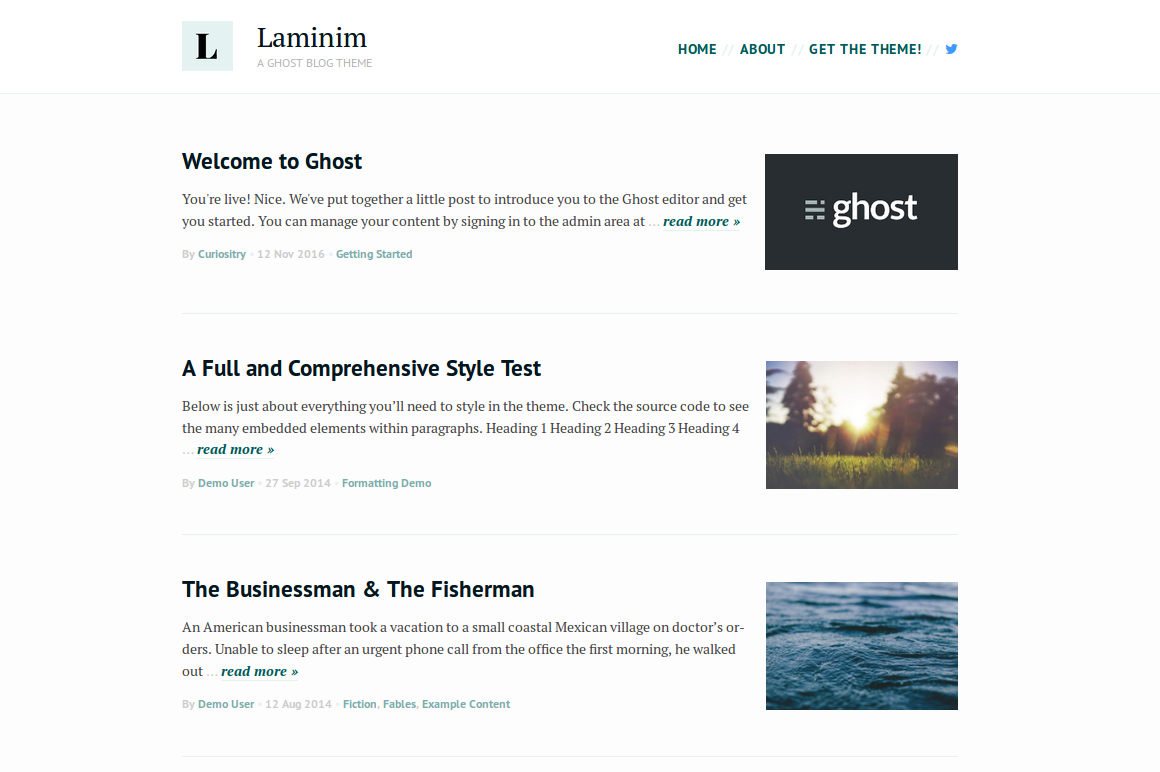 L
Laminim
A GHOST BLOG THEME
HOME // ABOUT // GET THE THEME! //
Welcome to Ghost
You're live! Nice. We've put together a little post to introduce you to the Ghost editor and get
you started. You can manage your content by signing in to the admin area at … read more »
By Curiositry • 12 Nov 2016 • Getting Started
ghost
A Full and Comprehensive Style Test
Below is just about everything you’ll need to style in the theme. Check the source code to see
the many embedded elements within paragraphs. Heading 1 Heading 2 Heading 3 Heading 4
… read more »
By Demo User • 27 Sep 2014 • Formatting Demo
The Businessman & The Fisherman
An American businessman took a vacation to a small coastal Mexican village on doctor’s or-
ders. Unable to sleep after an urgent phone call from the office the first morning, he walked
out … read more »
By Demo User • 12 Aug 2014 • Fiction, Fables, Example Content